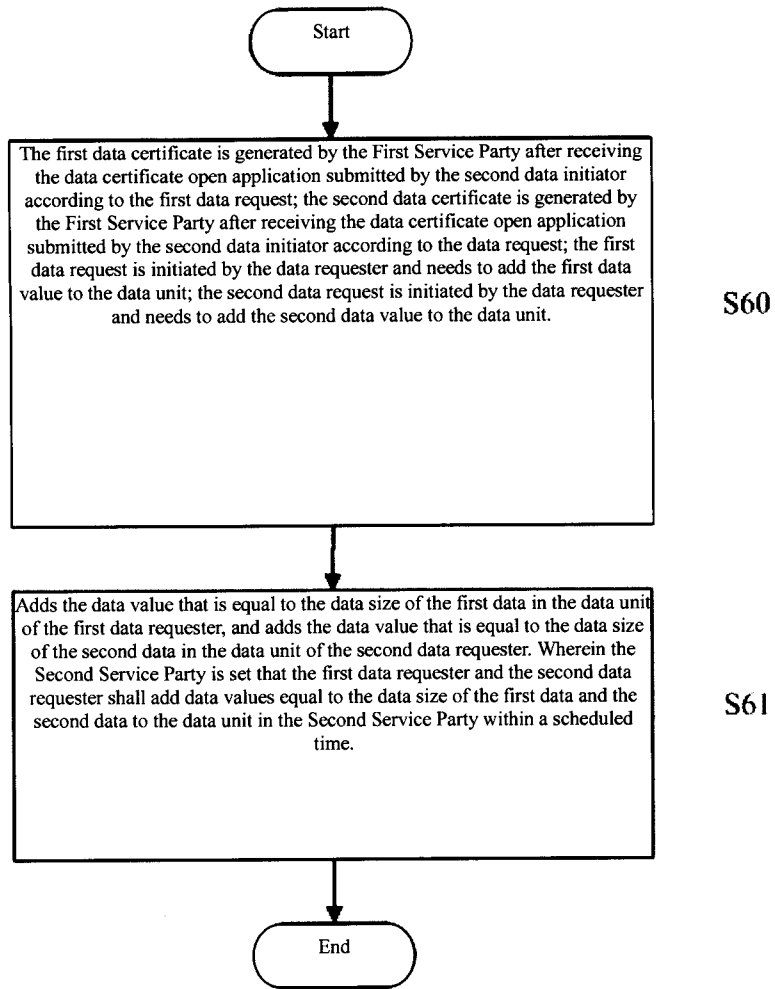 Start
The first data certificate is generated by the First Service Party after receiving
the data certificate open application submitted by the second data initiator
according to the first data request; the second data certificate is generated by
the First Service Party after receiving the data certificate open application
submitted by the second data initiator according to the data request; the first
data request is initiated by the data requester and needs to add the first data
value to the data unit; the second data request is initiated by the data requester
and needs to add the second data value to the data unit.
S60
Adds the data value that is equal to the data size of the first data in the data unit
of the first data requester, and adds the data value that is equal to the data size
of the second data in the data unit of the second data requester. Wherein the
Second Service Party is set that the first data requester and the second data
requester shall add data values equal to the data size of the first data and the
second data to the data unit in the Second Service Party within a scheduled
time.
S61
End